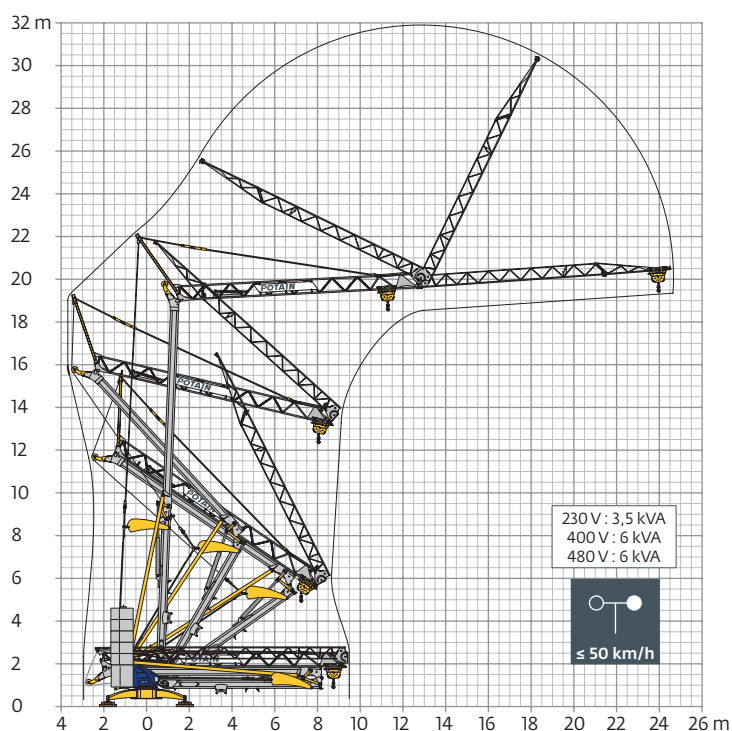 32 m
30
28
26
24
22
20
18
16
14
12
10
8
6
4
2
0
POTAIN
POTAIN
POTAIN
POTAIN
230 V : 3,5 kVA
400 V : 6 kVA
480 V : 6 kVA
≤ 50 km/h
4 2 0 2 4 6 8 10 12 14 16 18 20 22 24 26 m